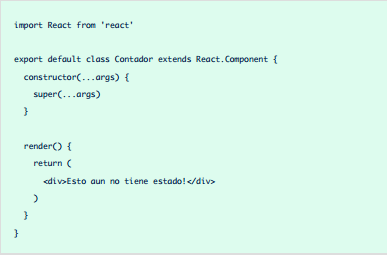 import React from 'react'
export default class Contador extends React.Component {
constructor(...args) {
super(...args)
}
render() {
return (
<div>Esto aun no tiene estado!</div>
)
}
}